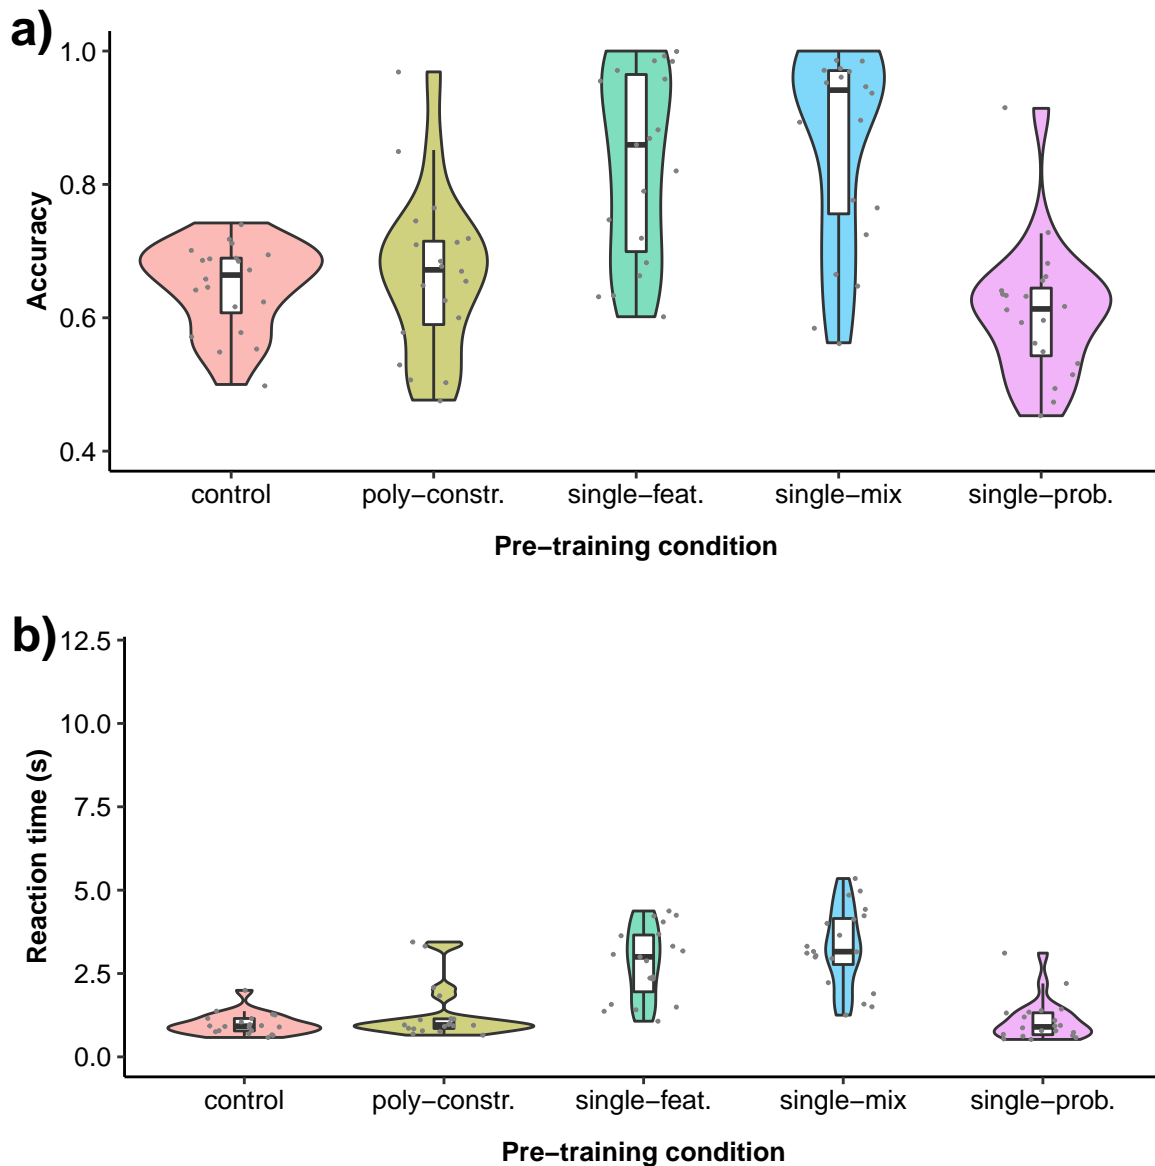 a)
1.0
0.8
0.6
0.4
Accuracy
control poly−constr. single−feat. single−mix single−prob.
Pre−training condition
b)
12.5
10.0
7.5
5.0
2.5
0.0
Reaction time (s)
control poly−constr. single−feat. single−mix single−prob.
Pre−training condition